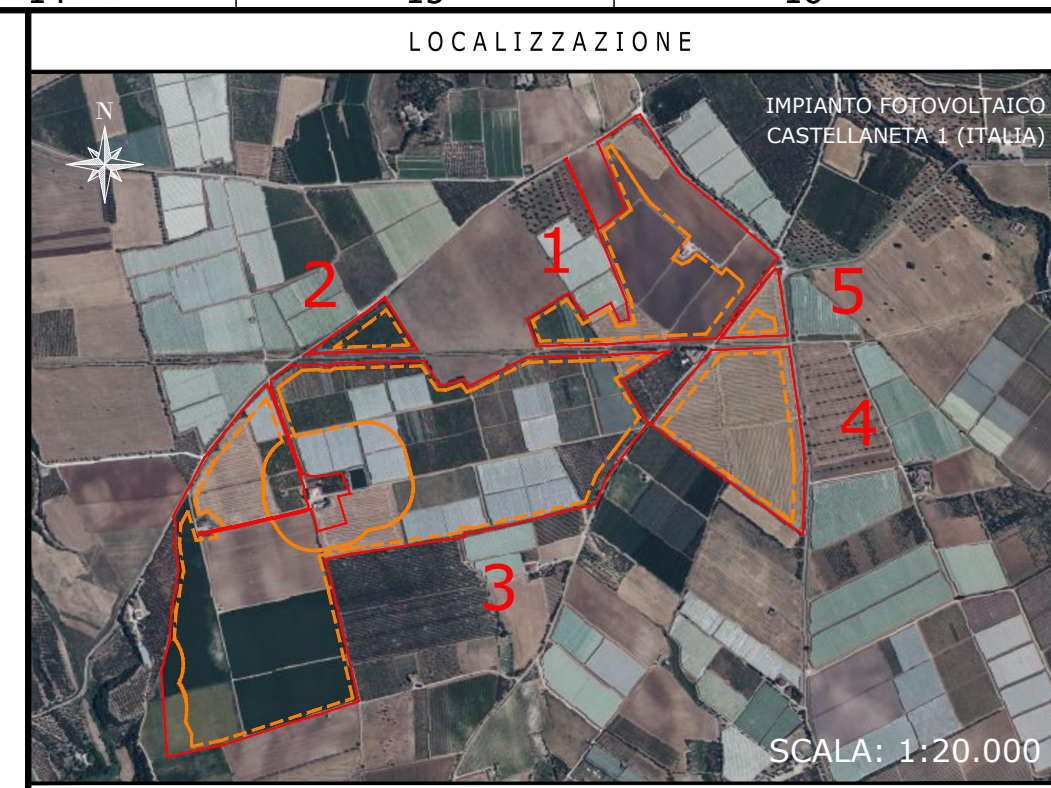 LOCALIZZAZIONE
N
IMPIANTO FOTOVOLTAICO
CASTELLANETA 1 (ITALIA)
1
2
5
4
3
SCALA: 1:20.000